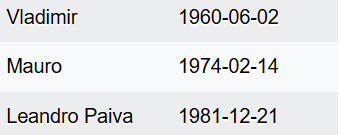 Vladimir 1960-06-02
Mauro 1974-02-14
Leandro Paiva 1981-12-21